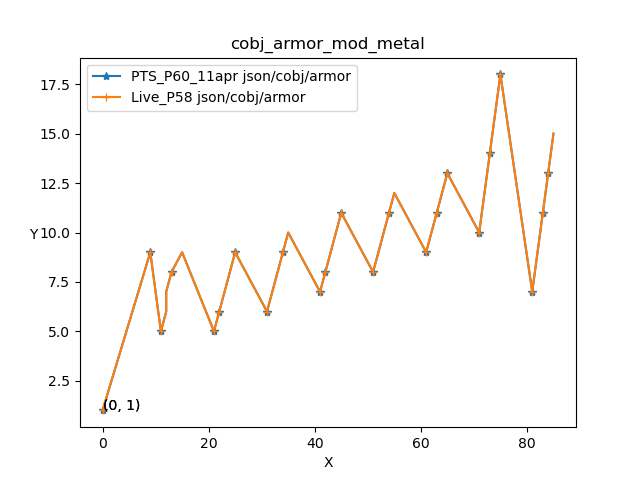 cobj_armor_mod_metal
PTS_P60_11apr json/cobj/armor
Live_P58 json/cobj/armor
17.5
15.0
12.5
Y
10.0
7.5
5.0
2.5
(0, 1)
0
20
40
60
80
X